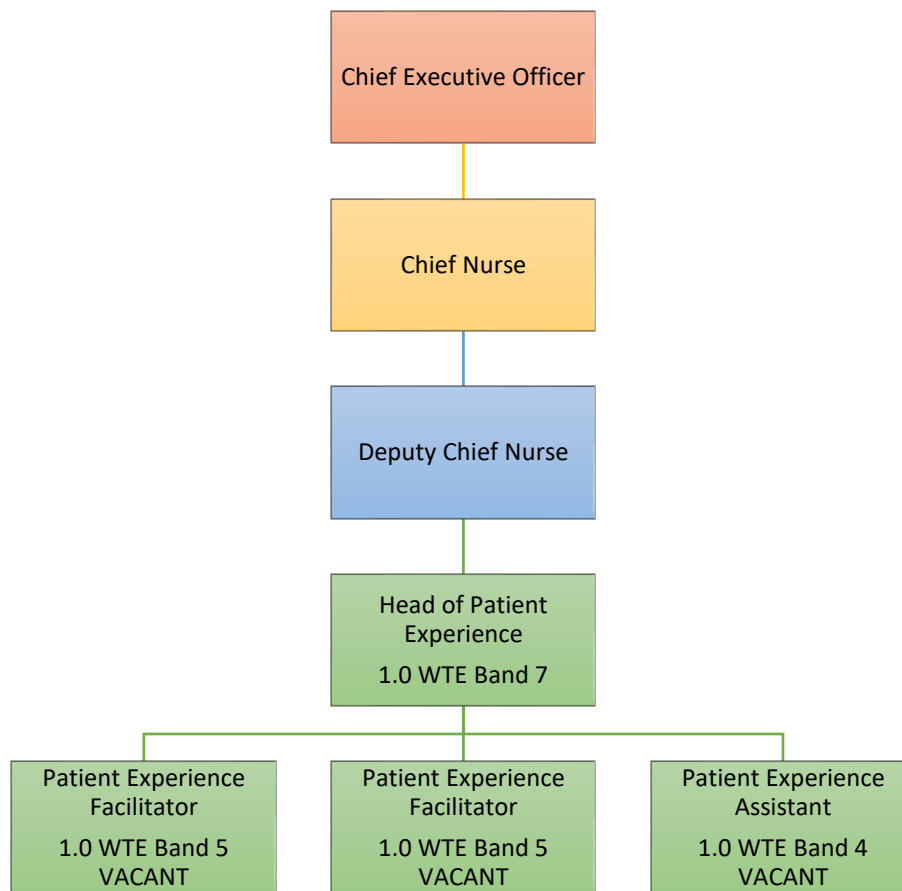 Chief Executive Officer
Chief Nurse
Deputy Chief Nurse
Head of Patient
Experience
1.0 WTE Band 7
Patient Experience
Facilitator
1.0 WTE Band 5
VACANT
Patient Experience
Facilitator
1.0 WTE Band 5
VACANT
Patient Experience
Assistant
1.0 WTE Band 4
VACANT